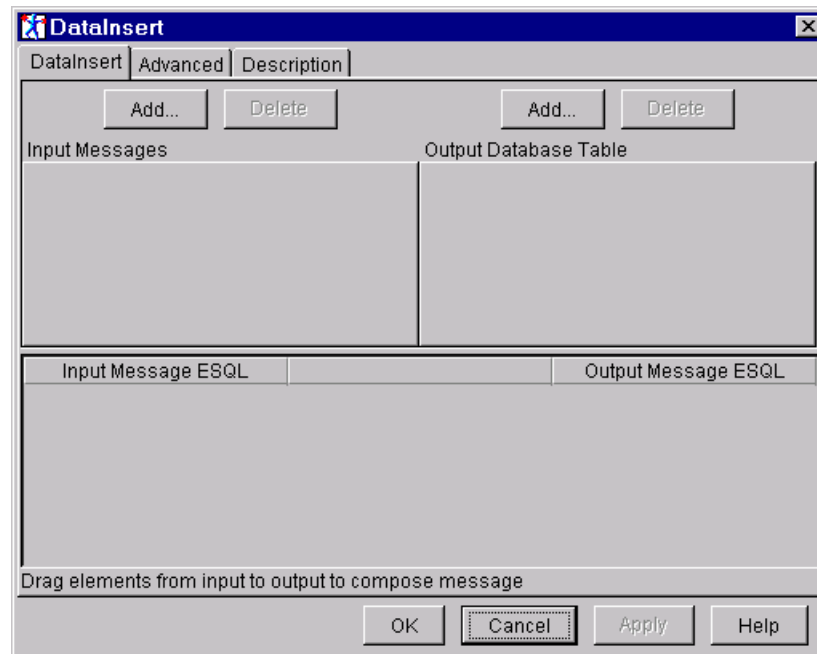 DataInsert
DataInsert Advanced Description
Add... Delete Add... Delete
Input Messages Output Database Table
Input Message ESQL Output Message ESQL
Drag elements from input to output to compose message
OK Cancel Apply Help